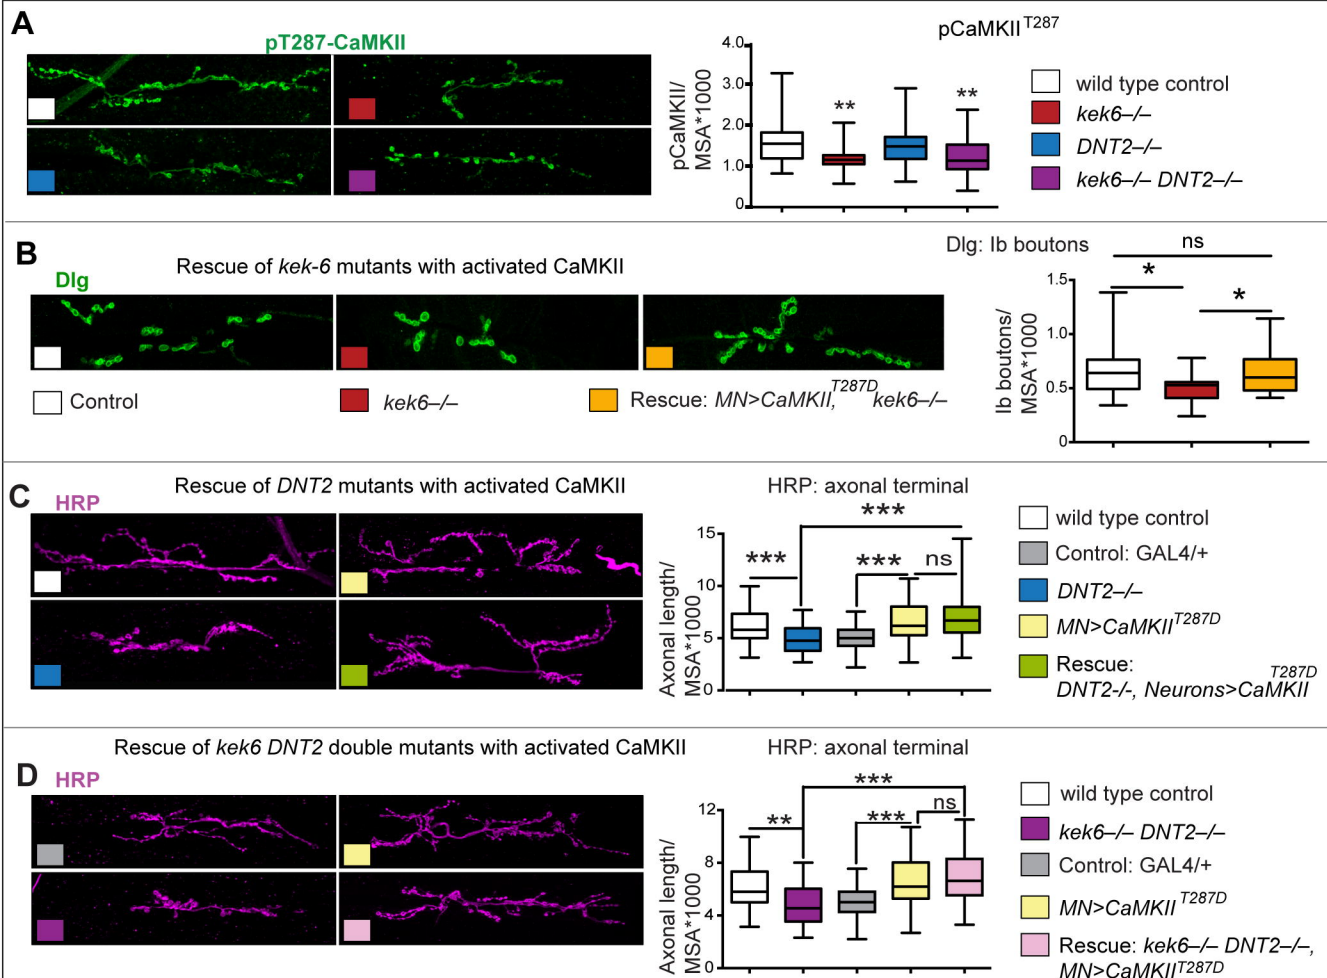 A
pT287-CaMKII
pCaMKII T287
pCaMKII/
MSA*1000
4.0
3.0
2.0
1.0
0
**
**
wild type control
kek6–/–
DNT2–/–
kek6–/– DNT2–/–
B
Rescue of kek-6 mutants with activated CaMKII
Dlg
Control
kek6–/–
Rescue: MN>CaMKII, T287D kek6–/–
Dlg: Ib boutons
Ib boutons/
MSA*1000
1.5
1.0
0.5
0
ns
*
*
C
Rescue of DNT2 mutants with activated CaMKII
HRP
HRP: axonal terminal
Axonal length/
MSA*1000
15
10
5
0
***
***
***
ns
wild type control
Control: GAL4/+
DNT2–/–
MN>CaMKII T287D
Rescue:
DNT2-/-, Neurons>CaMKII T287D
D
Rescue of kek6 DNT2 double mutants with activated CaMKII
HRP
HRP: axonal terminal
Axonal length/
MSA*1000
12
8
4
0
***
**
***
ns
wild type control
kek6–/– DNT2–/–
Control: GAL4/+
MN>CaMKII T287D
Rescue: kek6–/– DNT2–/–,
MN>CaMKII T287D